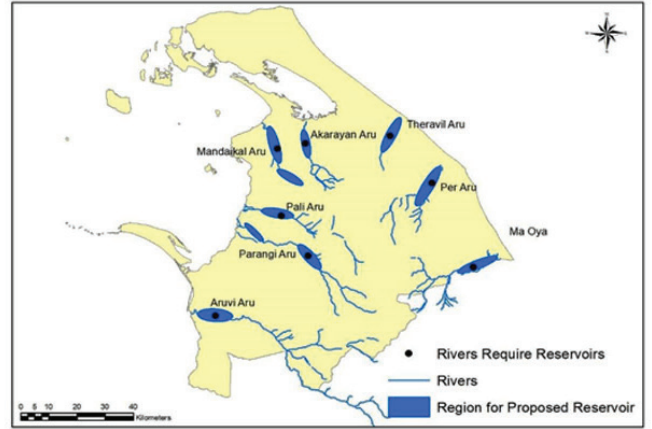 Theravil Aru
Akarayan Aru
Mandaikal Aru
Per Aru
Pali Aru
Ma Oya
Parangi Aru
Aruvi Aru
Rivers Require Reservoirs
Rivers
Region for Proposed Reservoir
0 5 10 20 30 40
Kilometers